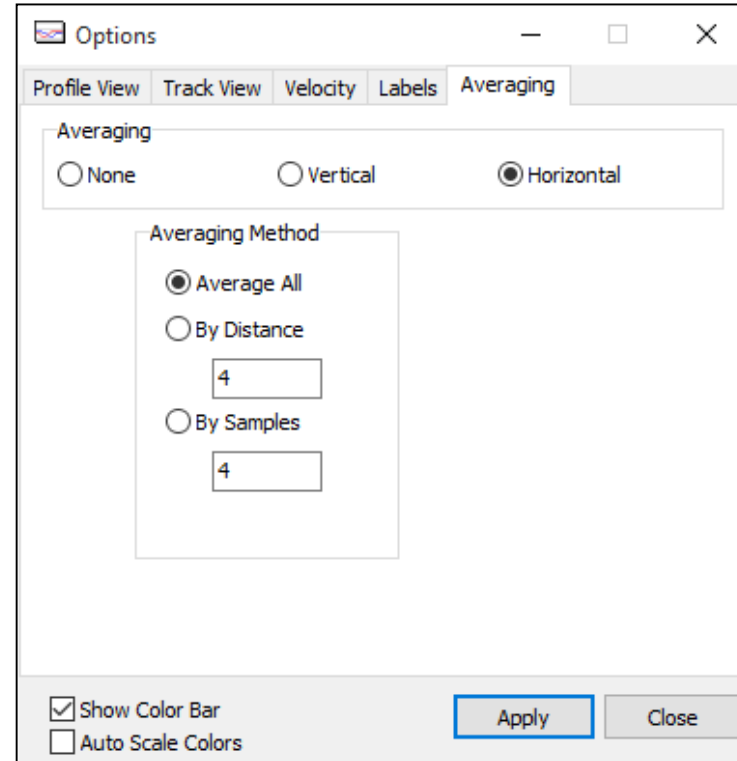 Options
Profile View Track View Velocity Labels Averaging
Averaging
None Vertical Horizontal
Averaging Method
Average All
By Distance
4
By Samples
4
Show Color Bar
Auto Scale Colors
Apply Close